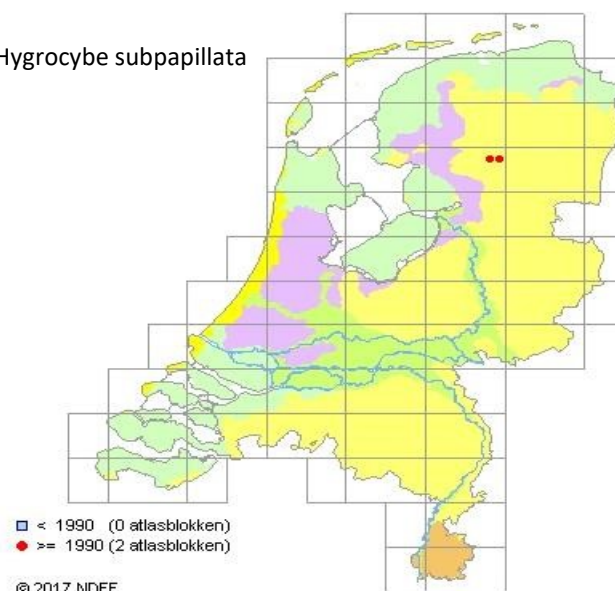 Hygrocybe subpapillata
< 1990 (0 atlasblokken)
>= 1990 (2 atlasblokken)
© 2017 NDFF